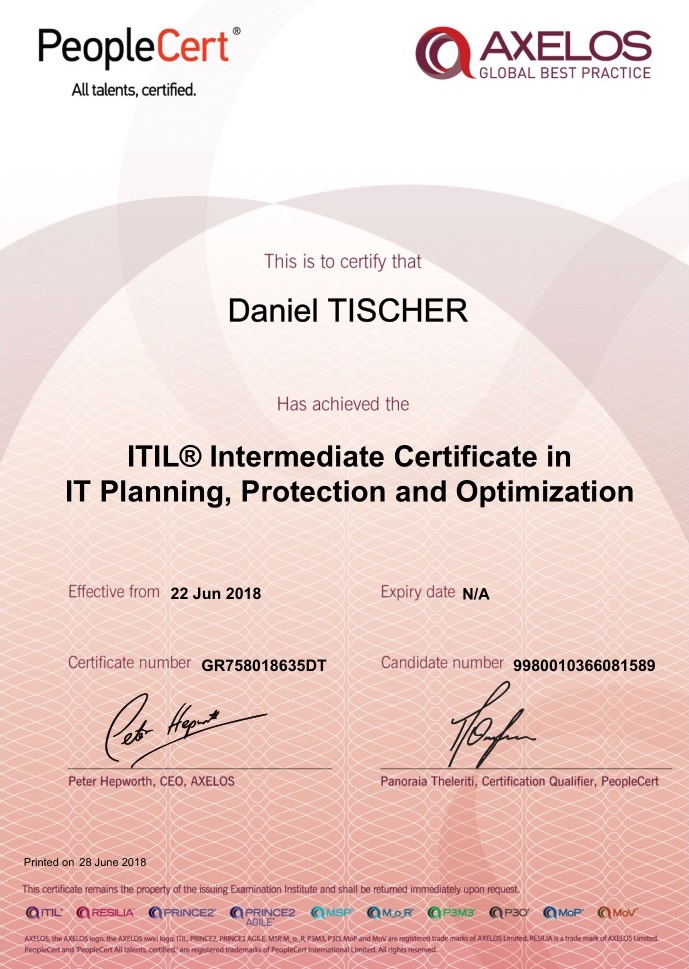 PeopleCert®
All talents, certified.
AXELOS
GLOBAL BEST PRACTICE
This is to certify that
Daniel TISCHER
Has achieved the
ITIL® Intermediate Certificate in
IT Planning, Protection and Optimization
Effective from 22 Jun 2018
Expiry date N/A
Certificate number GR758018635DT
Candidate number 9980010366081589
Peter Hepworth
Peter Hepworth, CEO, AXELOS
Panoraia Theleriti, Certification Qualifier, PeopleCert
Printed on 28 June 2018
This certificate remains the property of the issuing Examination Institute and shall be returned immediately upon request.
ITIL® RESILIA™ PRINCE2® PRINCE2 AGILE® MSP® M_o_R® P3M3® P3O® MoP® MoV®
AXELOS, the AXELOS logo, the AXELOS swirl logo, ITIL, PRINCE2, PRINCE2 AGILE, MSP, M_o_R, P3M3, P3O, MoP and MoV are registered trade marks of AXELOS Limited. RESILIA is a trade mark of AXELOS Limited.
PeopleCert and 'PeopleCert All talents, certified.' are registered trademarks of PeopleCert International Limited. All rights reserved.